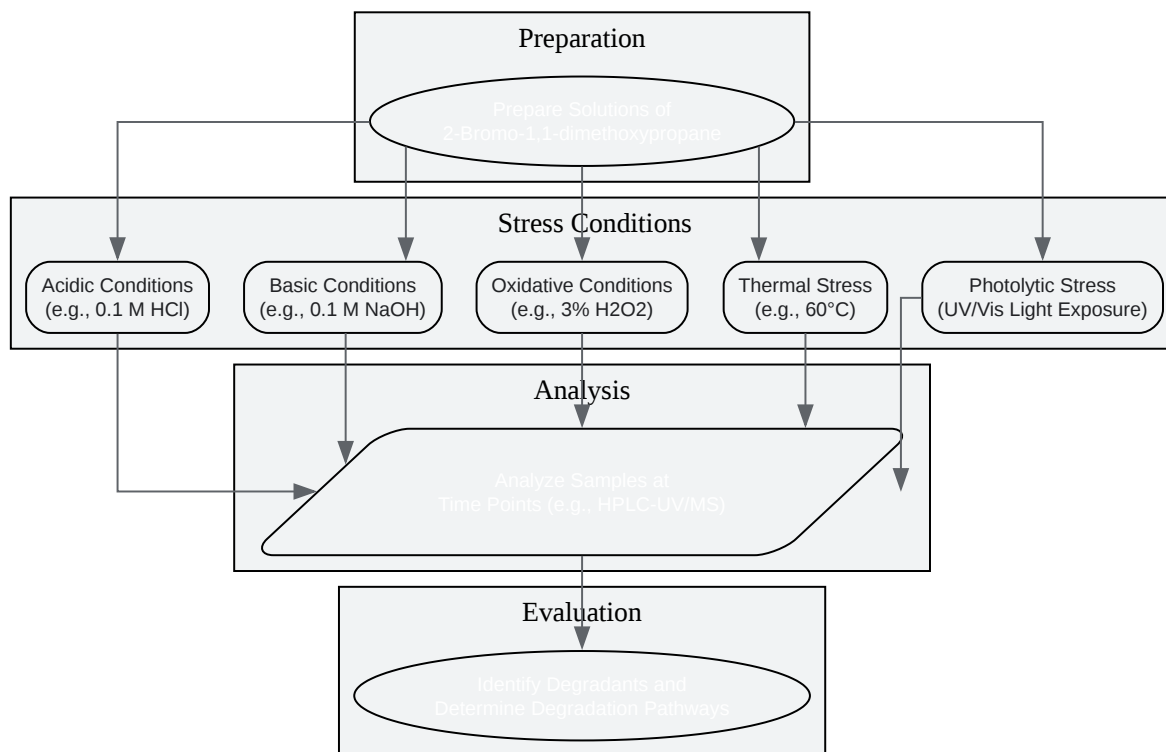 Preparation
Prepare Solutions of
2-Bromo-1,1-dimethoxypropane
Stress Conditions
Acidic Conditions
(e.g., 0.1 M HCl)
Basic Conditions
(e.g., 0.1 M NaOH)
Oxidative Conditions
(e.g., 3% H2O2)
Thermal Stress
(e.g., 60°C)
Photolytic Stress
(UV/Vis Light Exposure)
Analysis
Analyze Samples at
Time Points (e.g., HPLC-UV/MS)
Evaluation
Identify Degradants and
Determine Degradation Pathways